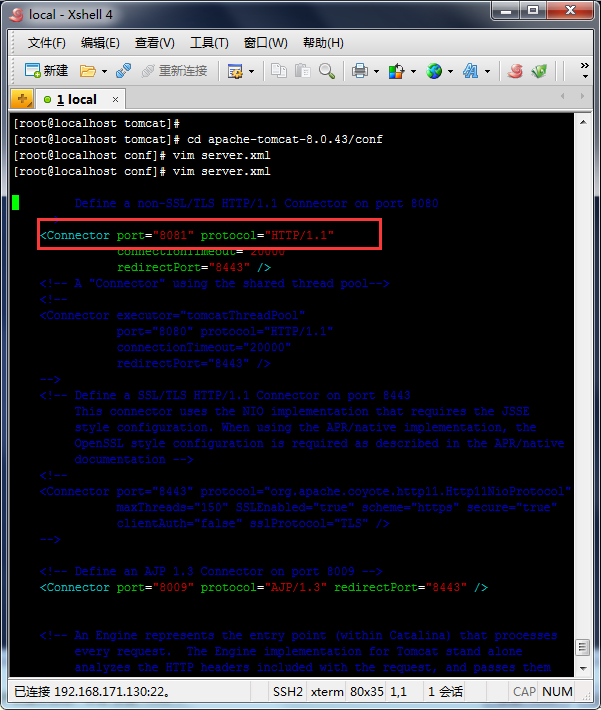 local - Xshell 4
文件(F) 编辑(E) 查看(V) 工具(T) 窗口(W) 帮助(H)
新建 重新连接
1 local
[root@localhost tomcat]#
[root@localhost tomcat]# cd apache-tomcat-8.0.43/conf
[root@localhost conf]# vim server.xml
[root@localhost conf]# vim server.xml
Define a non-SSL/TLS HTTP/1.1 Connector on port 8080
<Connector port="8081" protocol="HTTP/1.1"
connectionTimeout="20000"
redirectPort="8443" />
<!-- A "Connector" using the shared thread pool-->
<!--
<Connector executor="tomcatThreadPool"
port="8080" protocol="HTTP/1.1"
connectionTimeout="20000"
redirectPort="8443" />
-->
<!-- Define a SSL/TLS HTTP/1.1 Connector on port 8443
This connector uses the NIO implementation that requires the JSSE
style configuration. When using the APR/native implementation, the
OpenSSL style configuration is required as described in the APR/native
documentation -->
<!--
<Connector port="8443" protocol="org.apache.coyote.http11.Http11NioProtocol"
maxThreads="150" SSLEnabled="true" scheme="https" secure="true"
clientAuth="false" sslProtocol="TLS" />
-->
<!-- Define an AJP 1.3 Connector on port 8009 -->
<Connector port="8009" protocol="AJP/1.3" redirectPort="8443" />
<!-- An Engine represents the entry point (within Catalina) that processes
every request.  The Engine implementation for Tomcat stand alone
analyzes the HTTP headers included with the request, and passes them
已连接 192.168.171.130:22。 SSH2 xterm 80x35 1,1 1 会话 CAP NUM